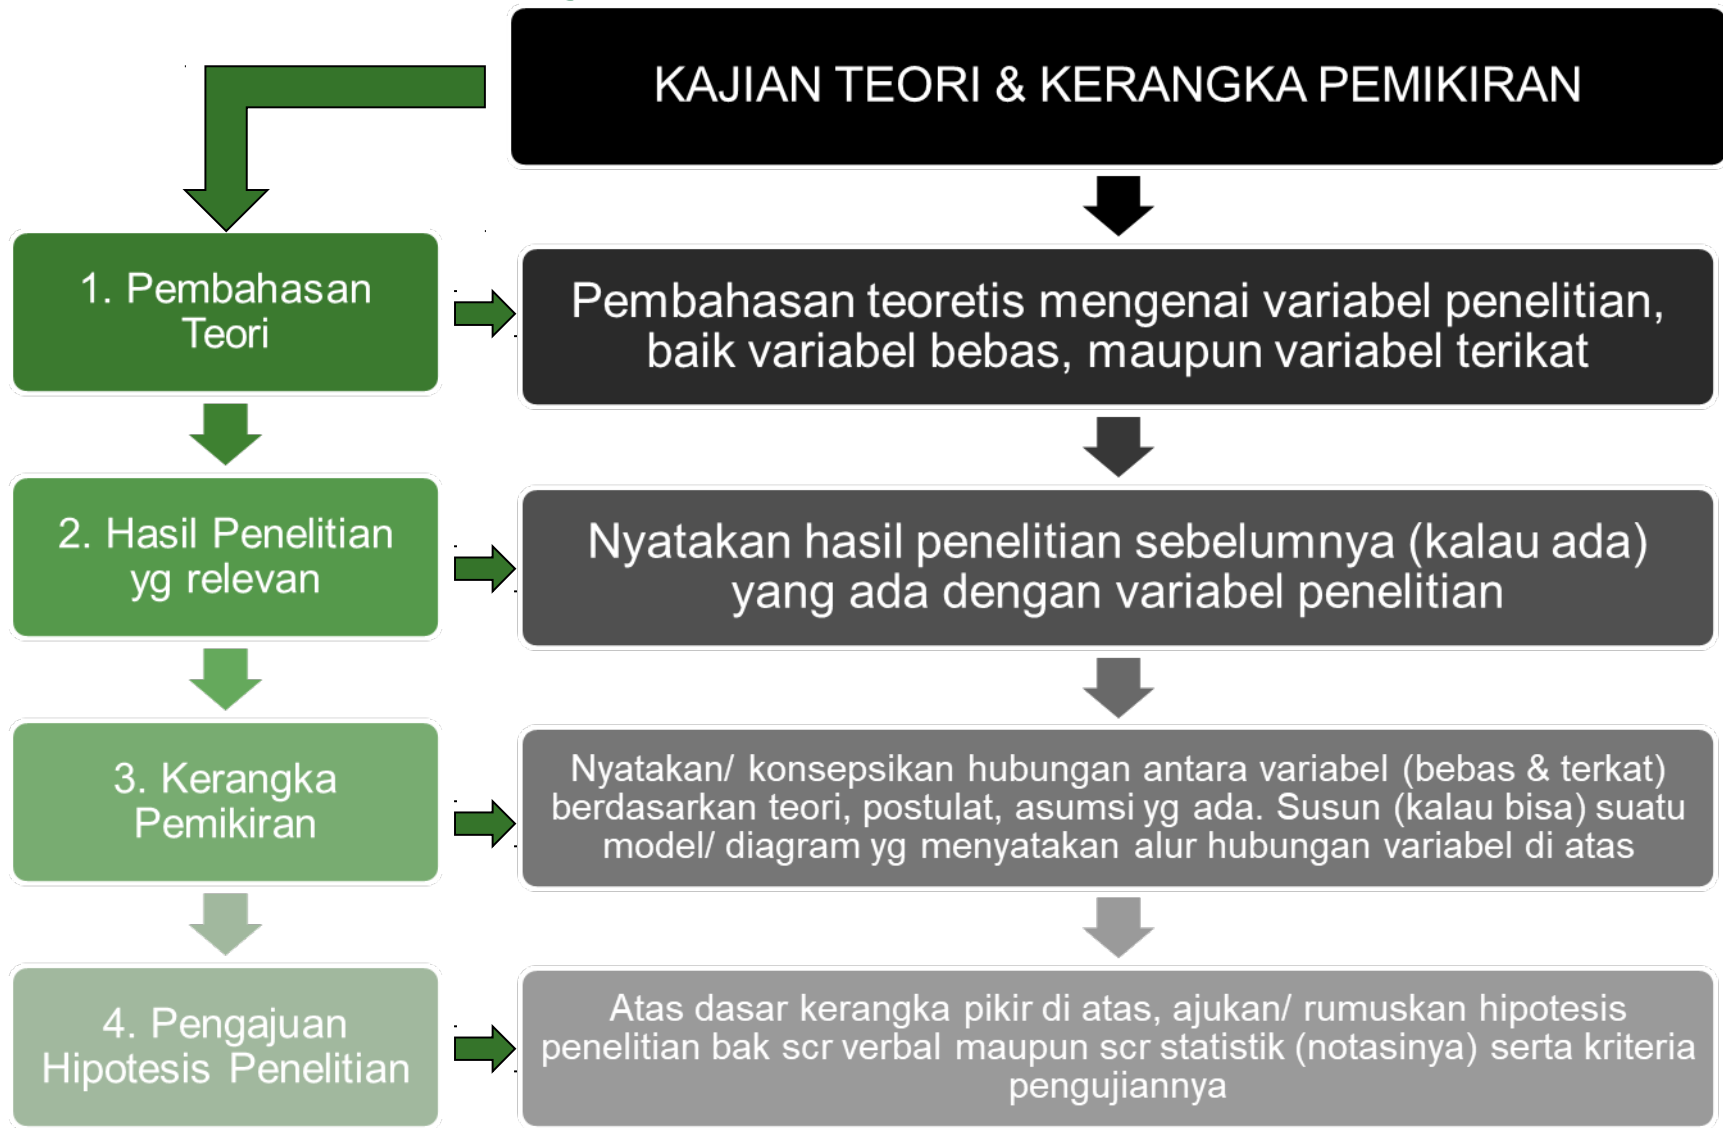 KAJIAN TEORI & KERANGKA PEMIKIRAN
1. Pembahasan
Teori
Pembahasan teoretis mengenai variabel penelitian,
baik variabel bebas, maupun variabel terikat
2. Hasil Penelitian
yg relevan
Nyatakan hasil penelitian sebelumnya (kalau ada)
yang ada dengan variabel penelitian
3. Kerangka
Pemikiran
Nyatakan/ konsepsikan hubungan antara variabel (bebas & terkat)
berdasarkan teori, postulat, asumsi yg ada. Susun (kalau bisa) suatu
model/ diagram yg menyatakan alur hubungan variabel di atas
4. Pengajuan
Hipotesis Penelitian
Atas dasar kerangka pikir di atas, ajukan/ rumuskan hipotesis
penelitian bak scr verbal maupun scr statistik (notasinya) serta kriteria
pengujiannya